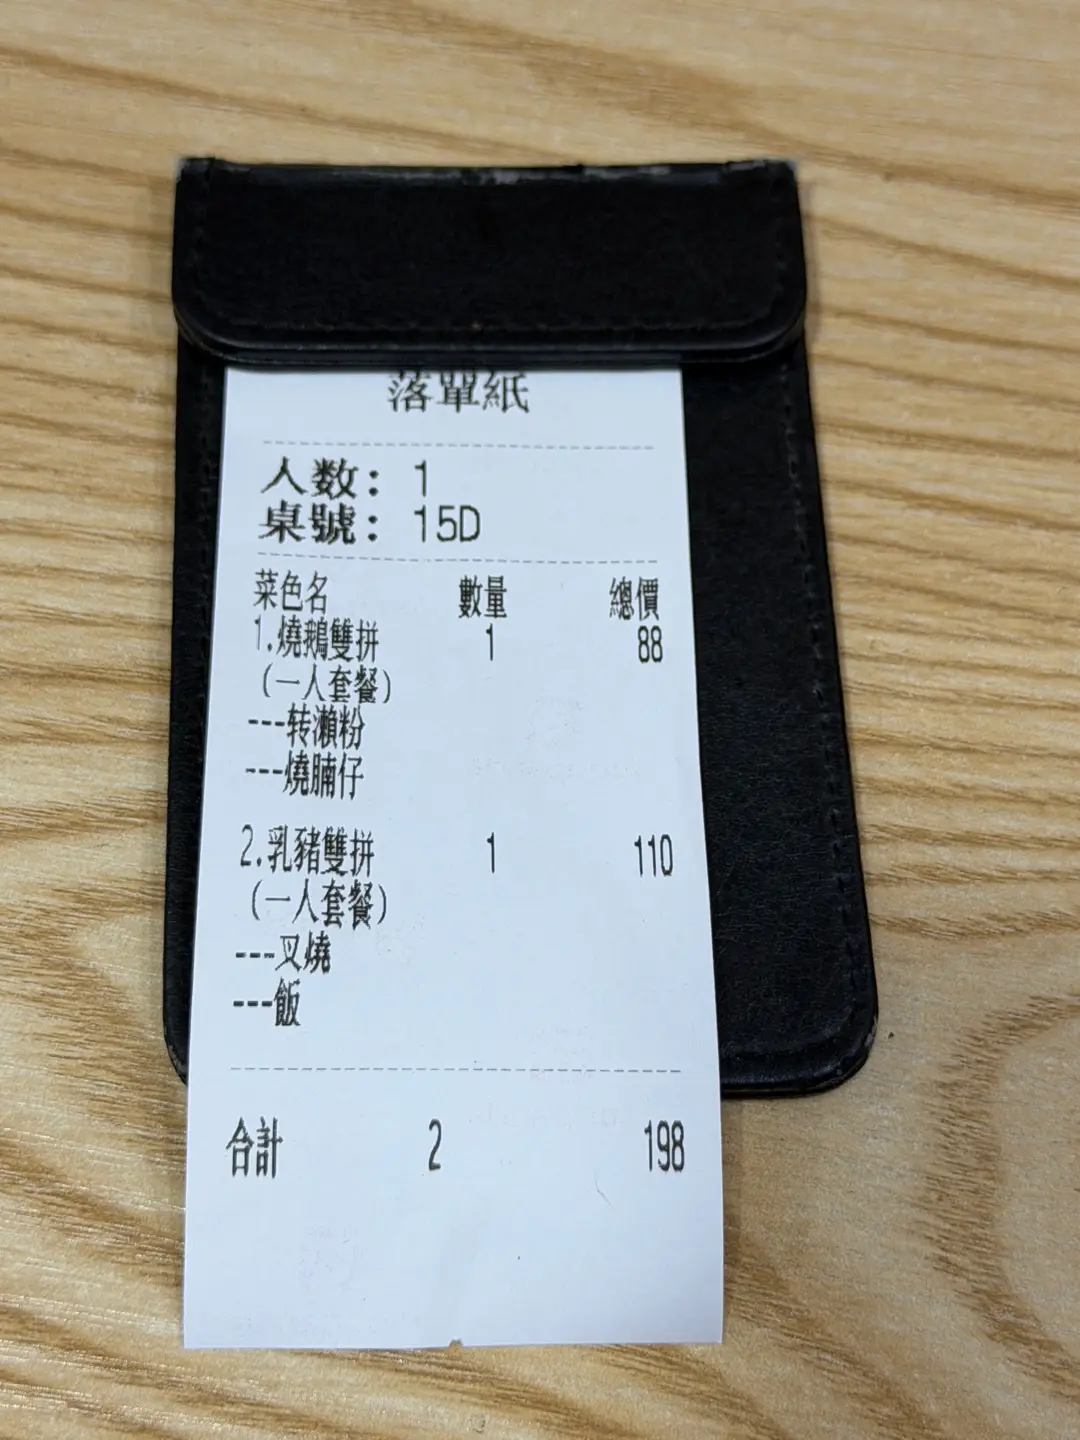 落單紙
人数： 1
桌號： 15D
菜色名 數量 總價
1.燒鵝雙拼 1 88
(一人套餐)
---转瀨粉
---燒腩仔
2.乳豬雙拼 1 110
(一人套餐)
---叉燒
---飯
合計 2 198